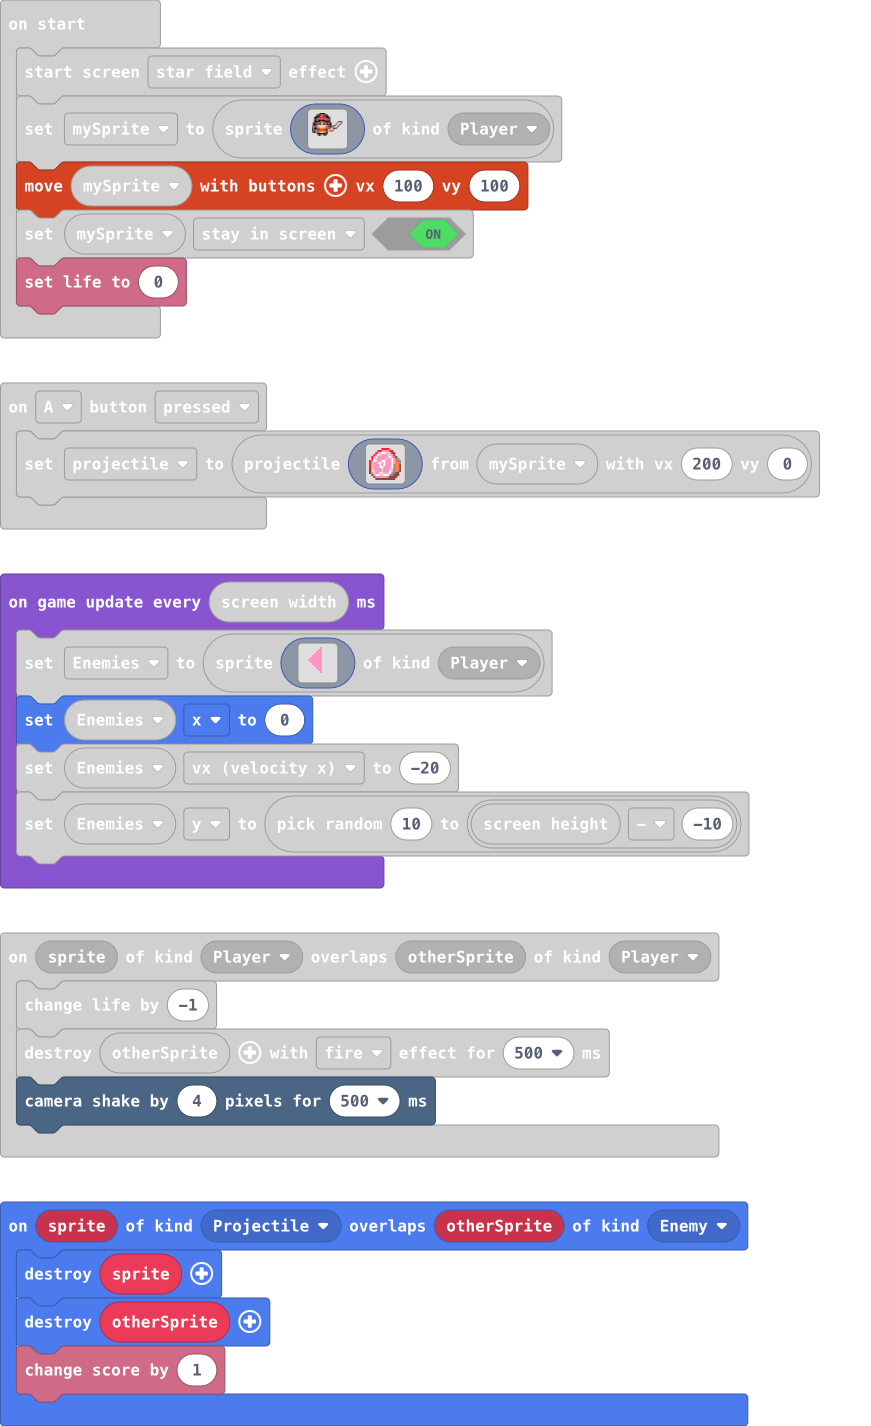 on start
start screen star field effect
set mySprite to sprite of kind Player
move mySprite with buttons vx 100 vy 100
set mySprite stay in screen ON
set life to 0
on A button pressed
set projectile to projectile from mySprite with vx 200 vy 0
on game update every screen width ms
set Enemies to sprite of kind Player
set Enemies x to 0
set Enemies vx (velocity x) to -20
set Enemies y to pick random 10 to screen height - -10
on sprite of kind Player overlaps otherSprite of kind Player
change life by -1
destroy otherSprite with fire effect for 500 ms
camera shake by 4 pixels for 500 ms
on sprite of kind Projectile overlaps otherSprite of kind Enemy
destroy sprite
destroy otherSprite
change score by 1